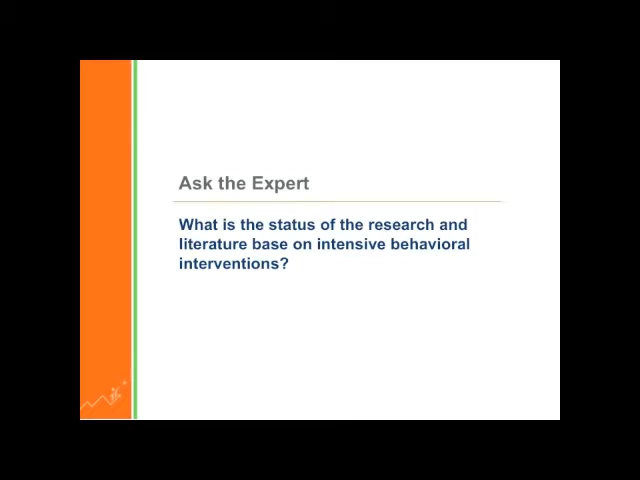 Ask the Expert
What is the status of the research and
literature base on intensive behavioral
interventions?